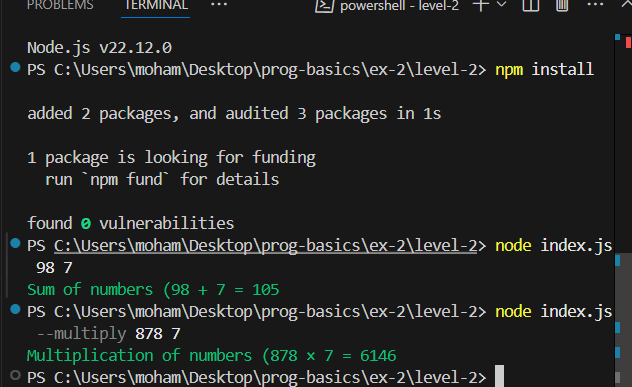 PROBLEMS TERMINAL ··· powershell - level-2
Node.js v22.12.0
PS C:\Users\moham\Desktop\prog-basics\ex-2\level-2> npm install
added 2 packages, and audited 3 packages in 1s
1 package is looking for funding
run `npm fund` for details
found 0 vulnerabilities
PS C:\Users\moham\Desktop\prog-basics\ex-2\level-2> node index.js
98 7
Sum of numbers (98 + 7 = 105
PS C:\Users\moham\Desktop\prog-basics\ex-2\level-2> node index.js
--multiply 878 7
Multiplication of numbers (878 × 7 = 6146
PS C:\Users\moham\Desktop\prog-basics\ex-2\level-2>